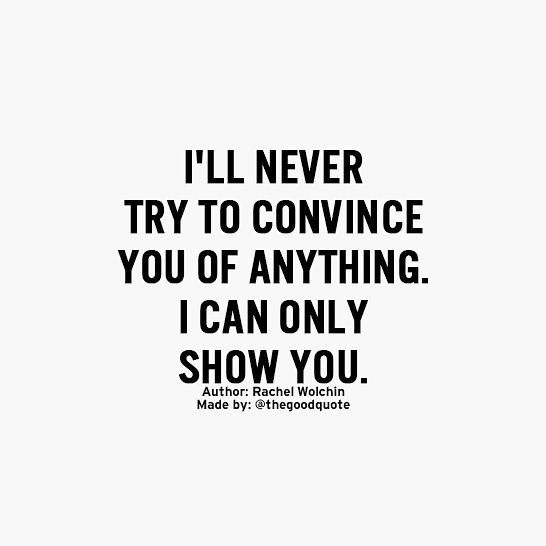 I'LL NEVER
TRY TO CONVINCE
YOU OF ANYTHING.
I CAN ONLY
SHOW YOU.
Author: Rachel Wolchin
Made by: @thegoodquote